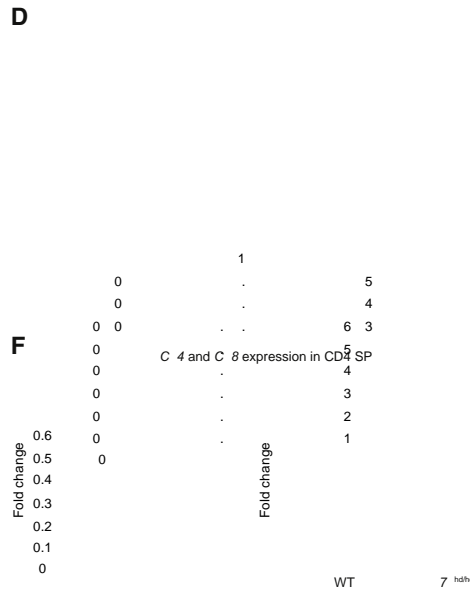 D
1
0 . 5
0 . 4
0 0 . . 6 3
F
0 5
C 4 and C 8 expression in CD4 SP
0 . 4
0 . 3
0 . 2
0 . 1
0
Fold change
0.6
0.5
0.4
0.3
0.2
0.1
0
Fold change
WT 7